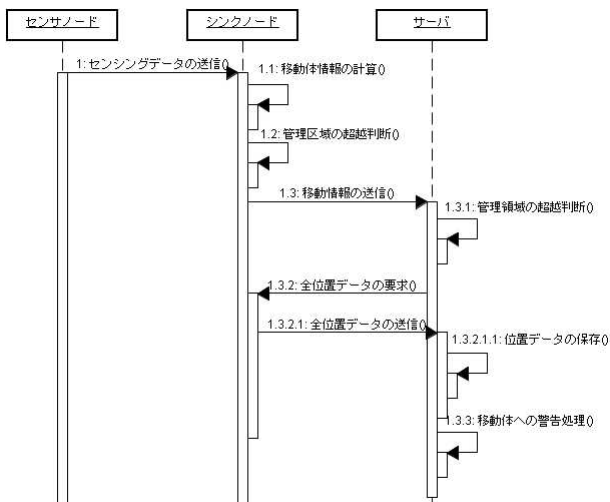 センサノード
シンクノード
サーバ
1: センシングデータの送信()
1.1: 移動体情報の計算()
1.2: 管理区域の超越判断()
1.3: 移動情報の送信()
1.3.1: 管理領域の超越判断()
1.3.2: 全位置データの要求()
1.3.2.1: 全位置データの送信()
1.3.2.1.1: 位置データの保存()
1.3.3: 移動体への警告処理()